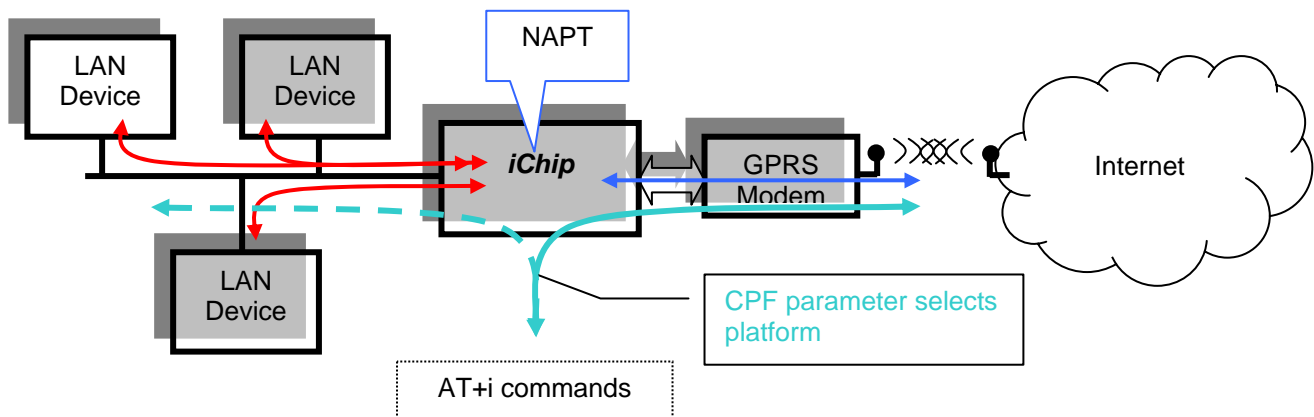 NAPT
LAN
Device
LAN
Device
iChip
GPRS
Modem
Internet
LAN
Device
CPF parameter selects
platform
AT+i commands